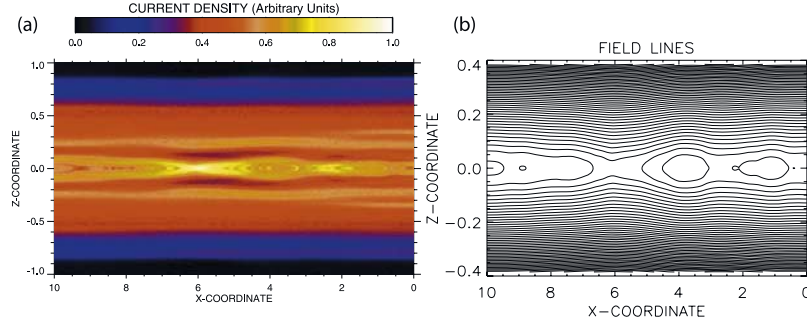 (a)
CURRENT DENSITY (Arbitrary Units)
0.0 0.2 0.4 0.6 0.8 1.0
Z-COORDINATE
1.0
0.5
0.0
-0.5
-1.0
10 8 6 4 2 0
X-COORDINATE
(b)
FIELD LINES
Z-COORDINATE
0.4
0.2
0.0
-0.2
-0.4
10 8 6 4 2 0
X-COORDINATE